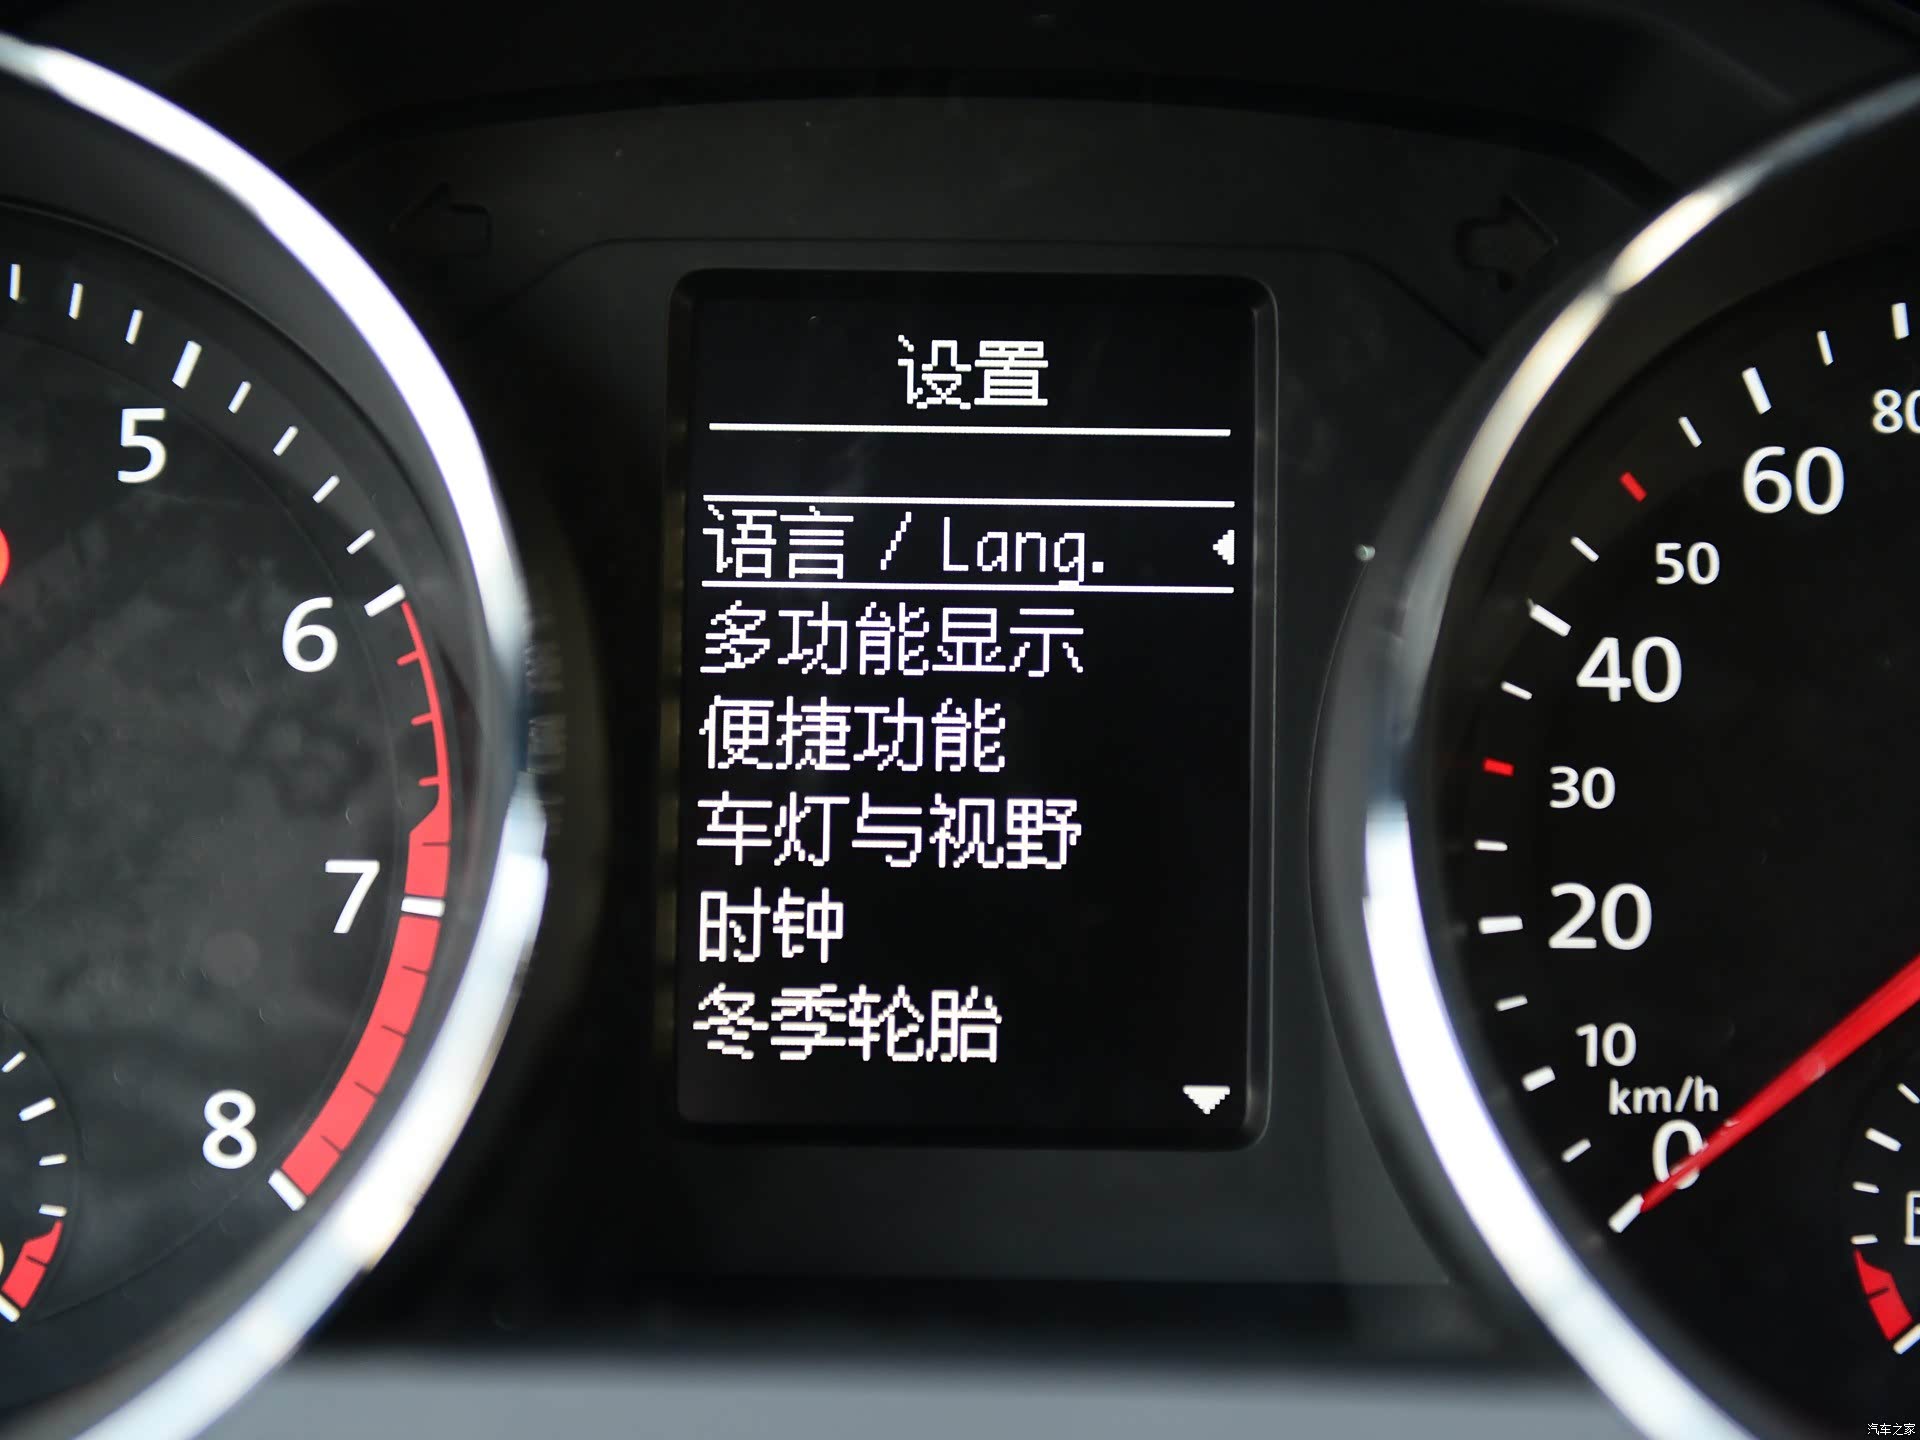 设置
语言 / Lang.
多功能显示
便捷功能
车灯与视野
时钟
冬季轮胎
5
6
7
8
80
60
50
40
30
20
10
km/h
0
汽车之家